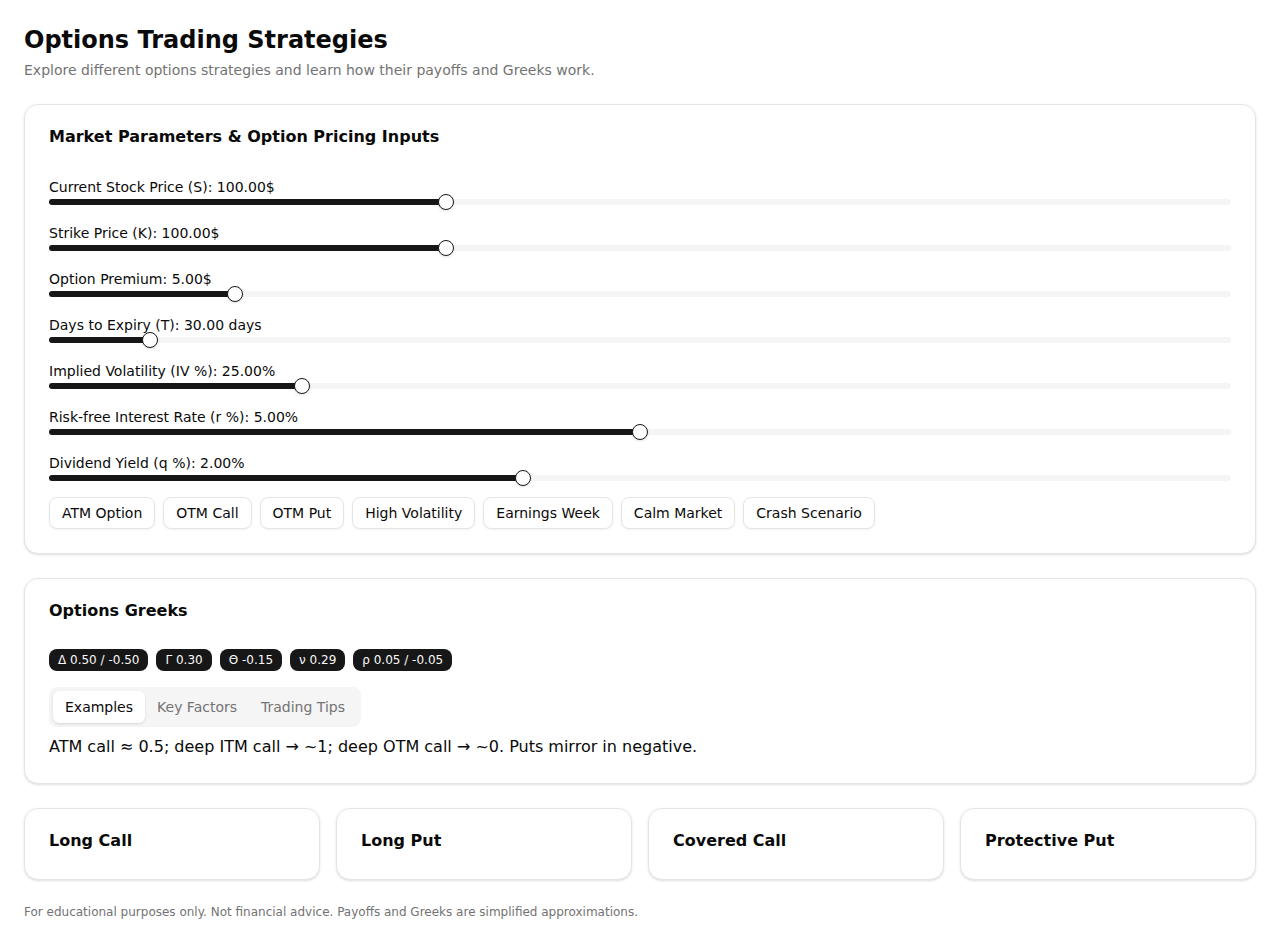 Options Trading Strategies
Explore different options strategies and learn how their payoffs and Greeks work.
Market Parameters & Option Pricing Inputs
Current Stock Price (S): 100.00$
Strike Price (K): 100.00$
Option Premium: 5.00$
Days to Expiry (T): 30.00 days
Implied Volatility (IV %): 25.00%
Risk-free Interest Rate (r %): 5.00%
Dividend Yield (q %): 2.00%
ATM Option OTM Call OTM Put High Volatility Earnings Week Calm Market Crash Scenario
Options Greeks
Δ 0.50 / -0.50 Γ 0.30 Θ -0.15 ν 0.29 ρ 0.05 / -0.05
Examples Key Factors Trading Tips
ATM call ≈ 0.5; deep ITM call → ~1; deep OTM call → ~0. Puts mirror in negative.
Long Call Long Put Covered Call Protective Put
For educational purposes only. Not financial advice. Payoffs and Greeks are simplified approximations.